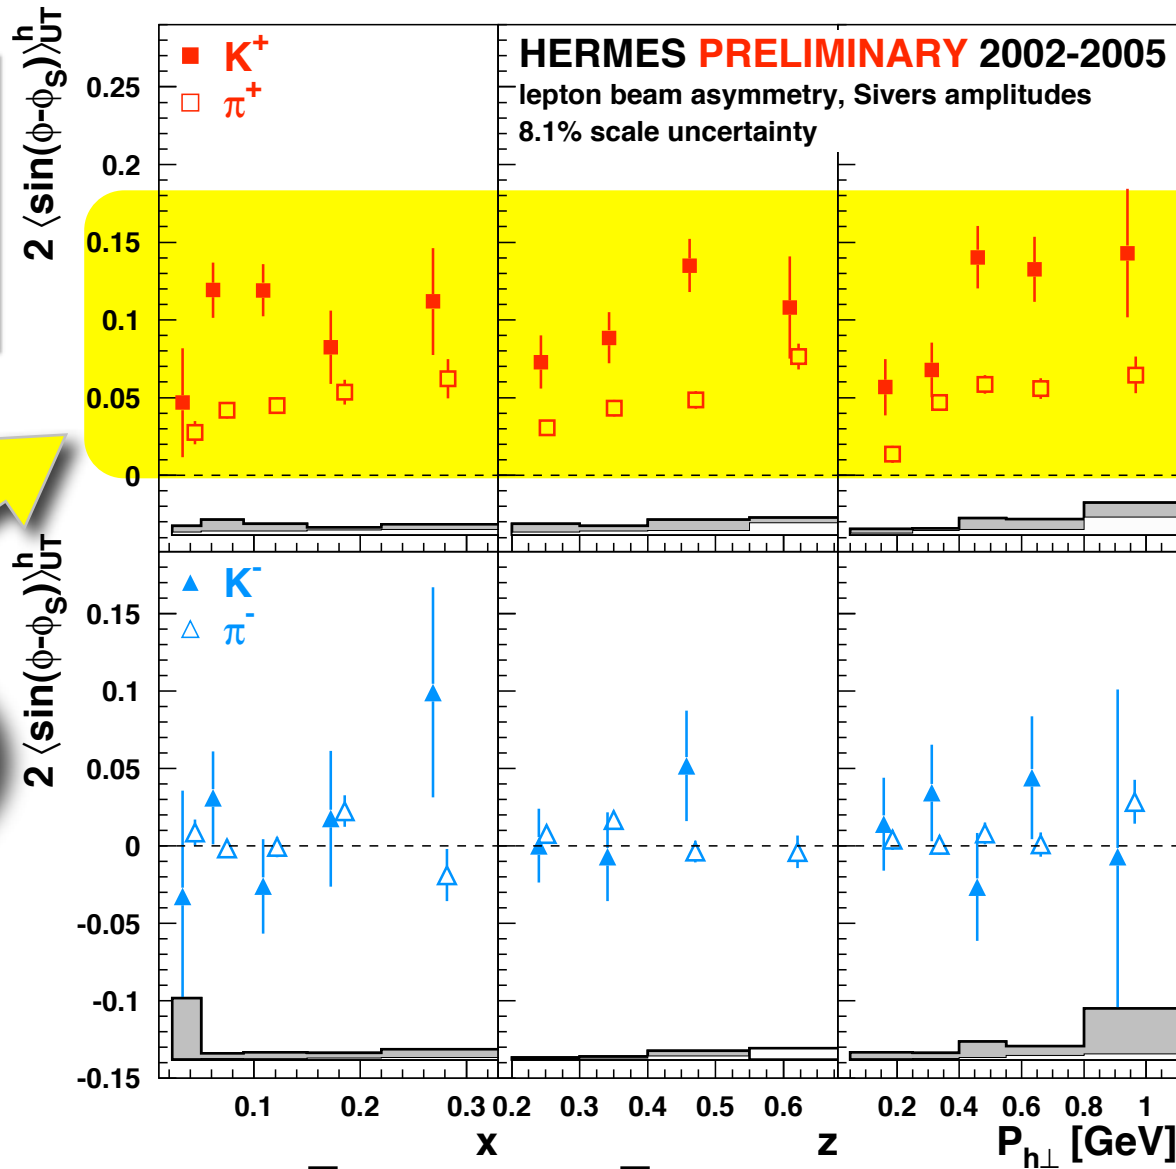 HERMES PRELIMINARY 2002-2005
lepton beam asymmetry, Sivers amplitudes
8.1% scale uncertainty
K+
π+
2 ⟨sin(ϕ-ϕS)⟩hUT
0.25
0.2
0.15
0.1
0.05
0
K-
π-
2 ⟨sin(ϕ-ϕS)⟩hUT
0.15
0.1
0.05
0
-0.05
-0.1
-0.15
0.1 0.2 0.3 0.2 0.3 0.4 0.5 0.6 0.2 0.4 0.6 0.8 1
x z Ph⊥ [GeV]